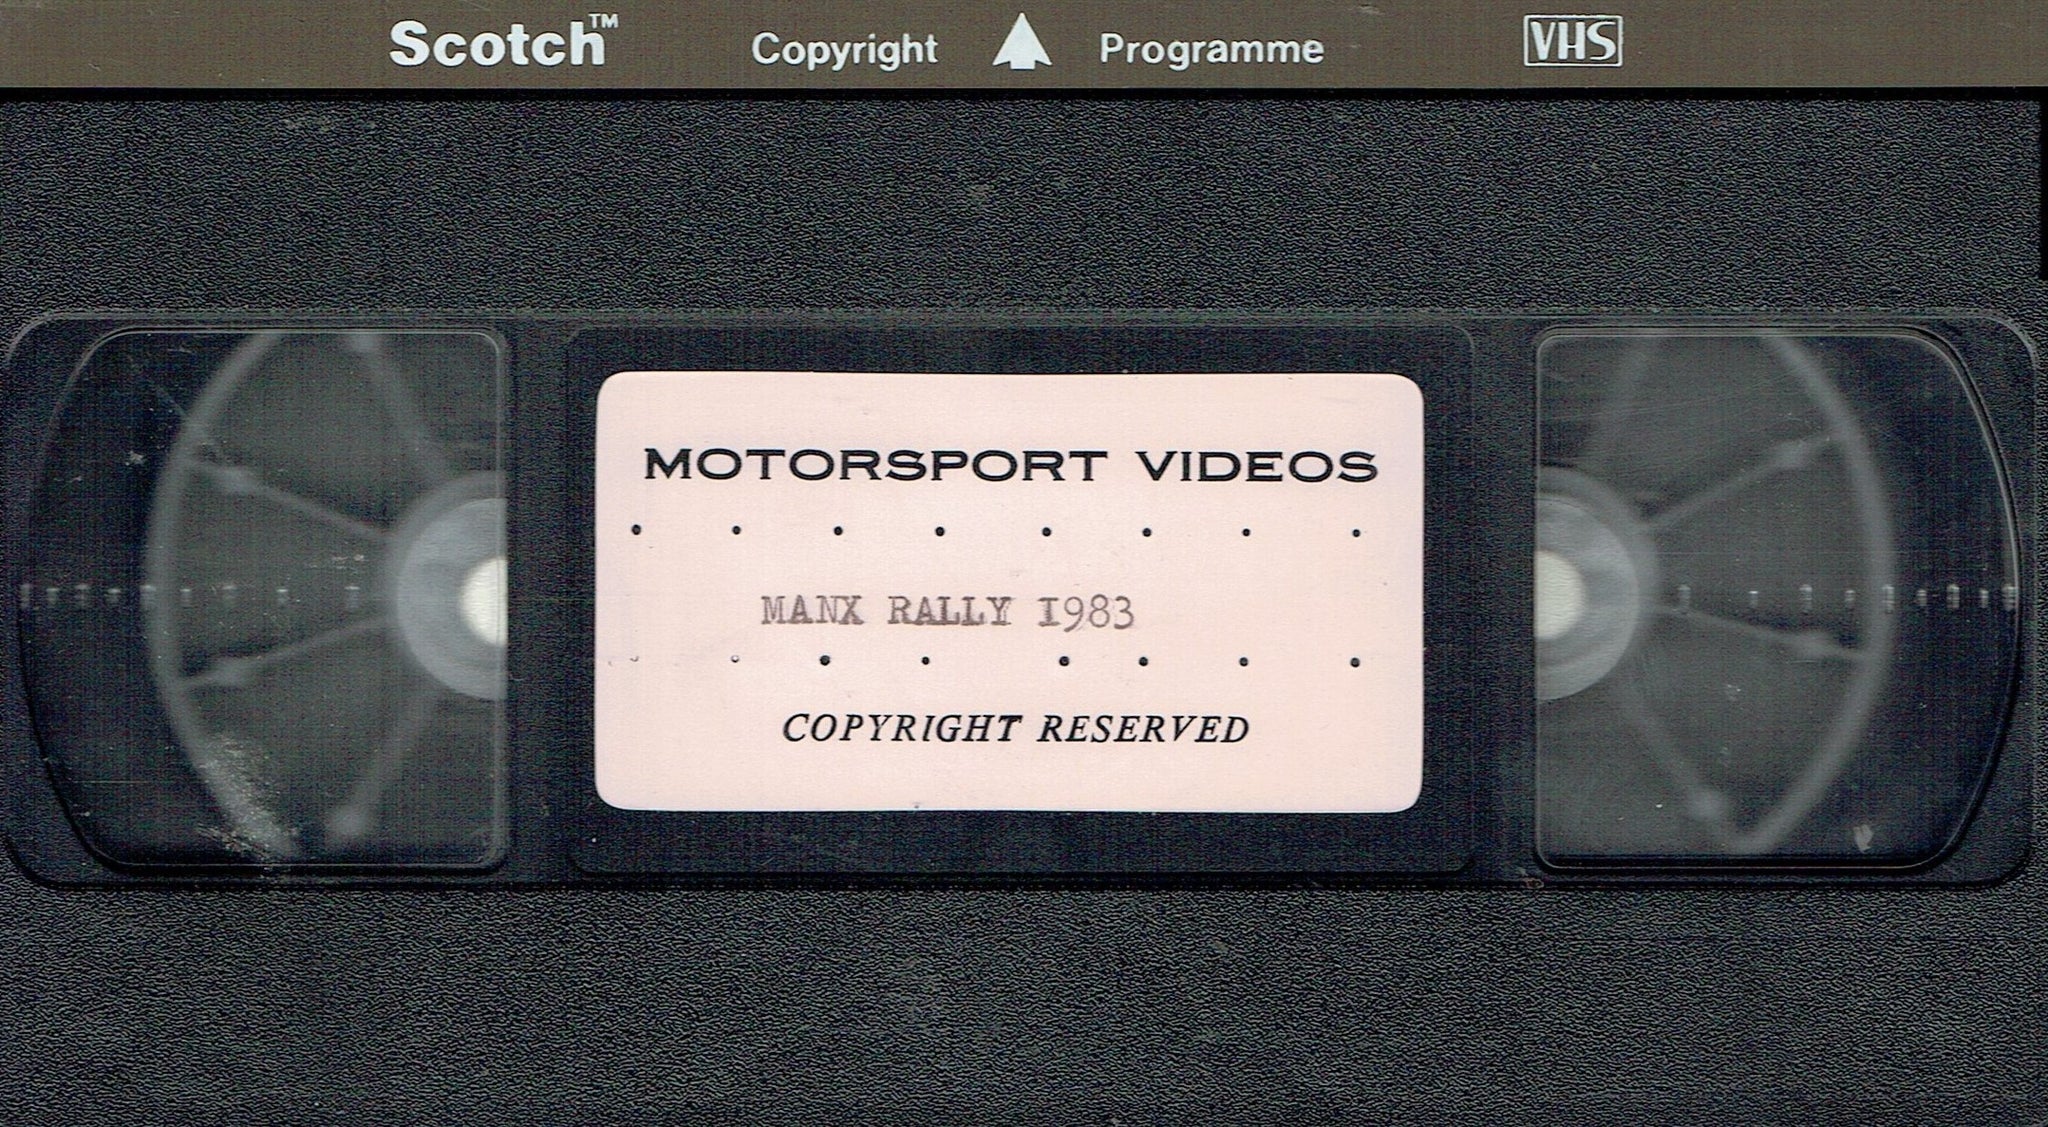 Scotch™ Copyright Programme VHS
MOTORSPORT VIDEOS
MANX RALLY 1983
COPYRIGHT RESERVED